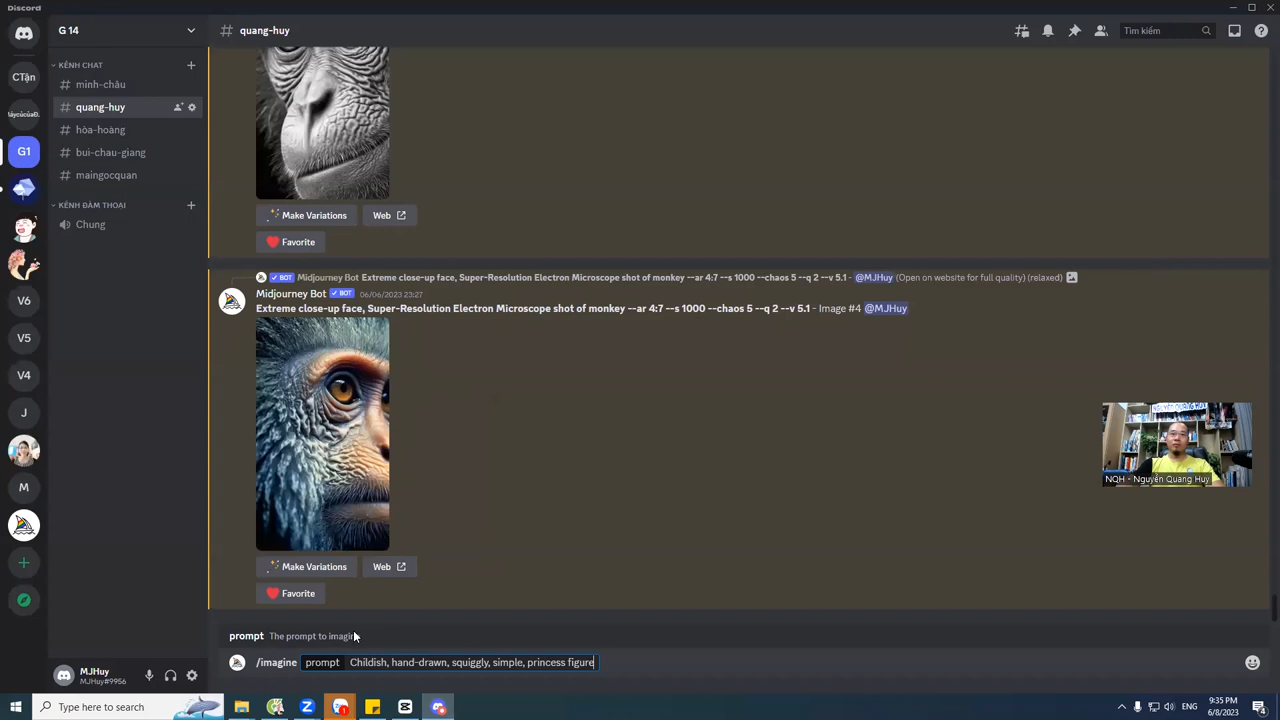 Discord
G 14
quang-huy
Tìm kiếm
KÊNH CHAT
minh-châu
quang-huy
hòa-hoàng
bui-chau-giang
maingocquan
KÊNH ĐÀM THOẠI
Chung
CTận
G1
V6
V5
V4
J
M
Make Variations
Web
Favorite
BOT Midjourney Bot Extreme close-up face, Super-Resolution Electron Microscope shot of monkey --ar 4:7 --s 1000 --chaos 5 --q 2 --v 5.1 - @MJHuy (Open on website for full quality) (relaxed)
Midjourney Bot BOT 06/06/2023 23:27
Extreme close-up face, Super-Resolution Electron Microscope shot of monkey --ar 4:7 --s 1000 --chaos 5 --q 2 --v 5.1 - Image #4 @MJHuy
NGUYỄN QUANG HUY
NQH - Nguyễn Quang Huy
Make Variations
Web
Favorite
prompt The prompt to imagin
/imagine prompt Childish, hand-drawn, squiggly, simple, princess figure
MJHuy
MJHuy#9956
Type here to search
1
ENG
9:35 PM
6/8/2023
4